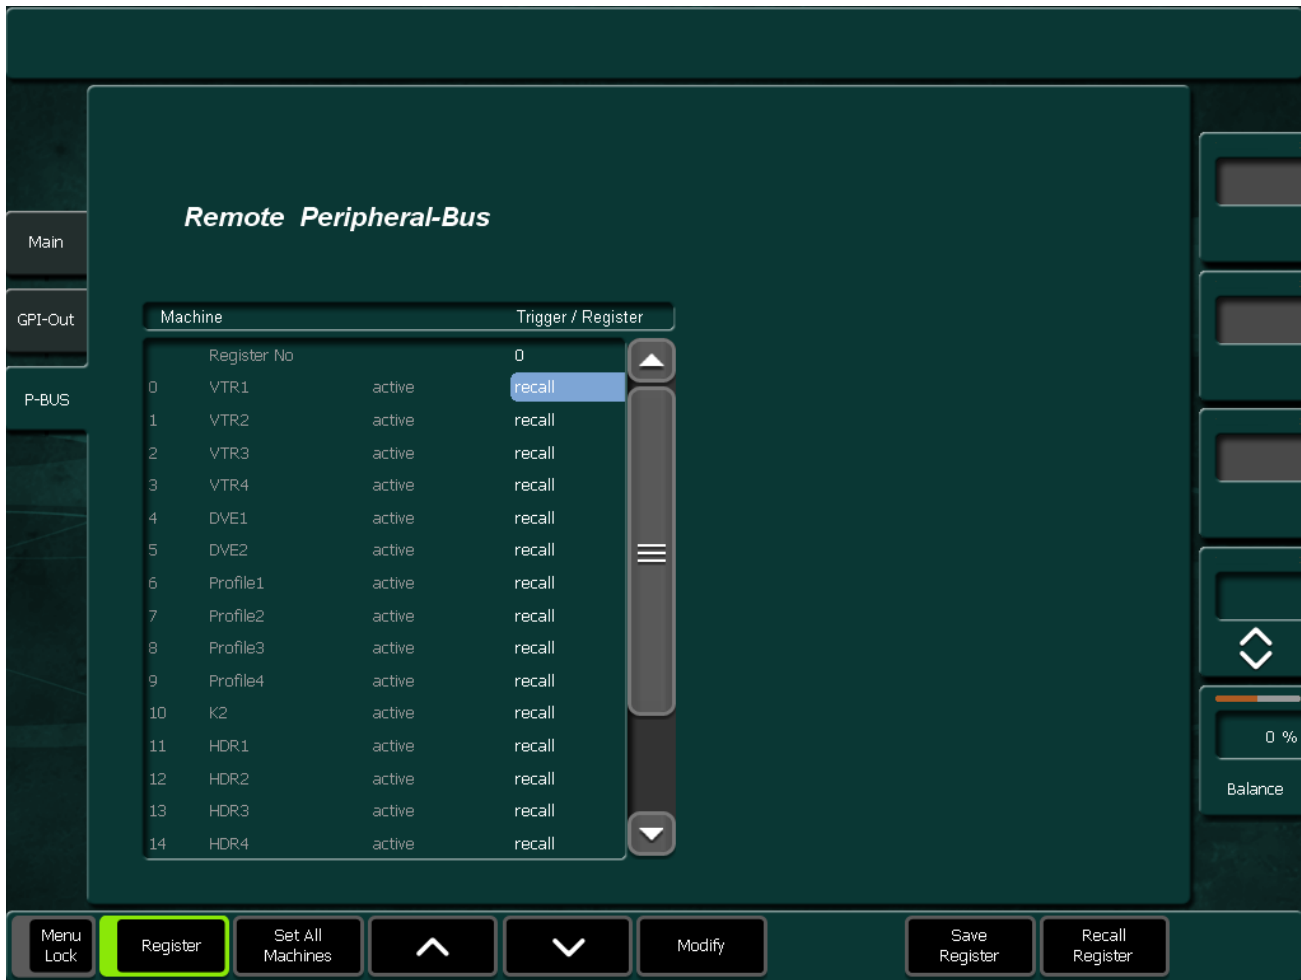 Remote Peripheral-Bus
Main
GPI-Out
P-BUS
Machine Trigger / Register
Register No 0
0 VTR1 active recall
1 VTR2 active recall
2 VTR3 active recall
3 VTR4 active recall
4 DVE1 active recall
5 DVE2 active recall
6 Profile1 active recall
7 Profile2 active recall
8 Profile3 active recall
9 Profile4 active recall
10 K2 active recall
11 HDR1 active recall
12 HDR2 active recall
13 HDR3 active recall
14 HDR4 active recall
0 %
Balance
Menu
Lock
Register
Set All
Machines
Modify
Save
Register
Recall
Register